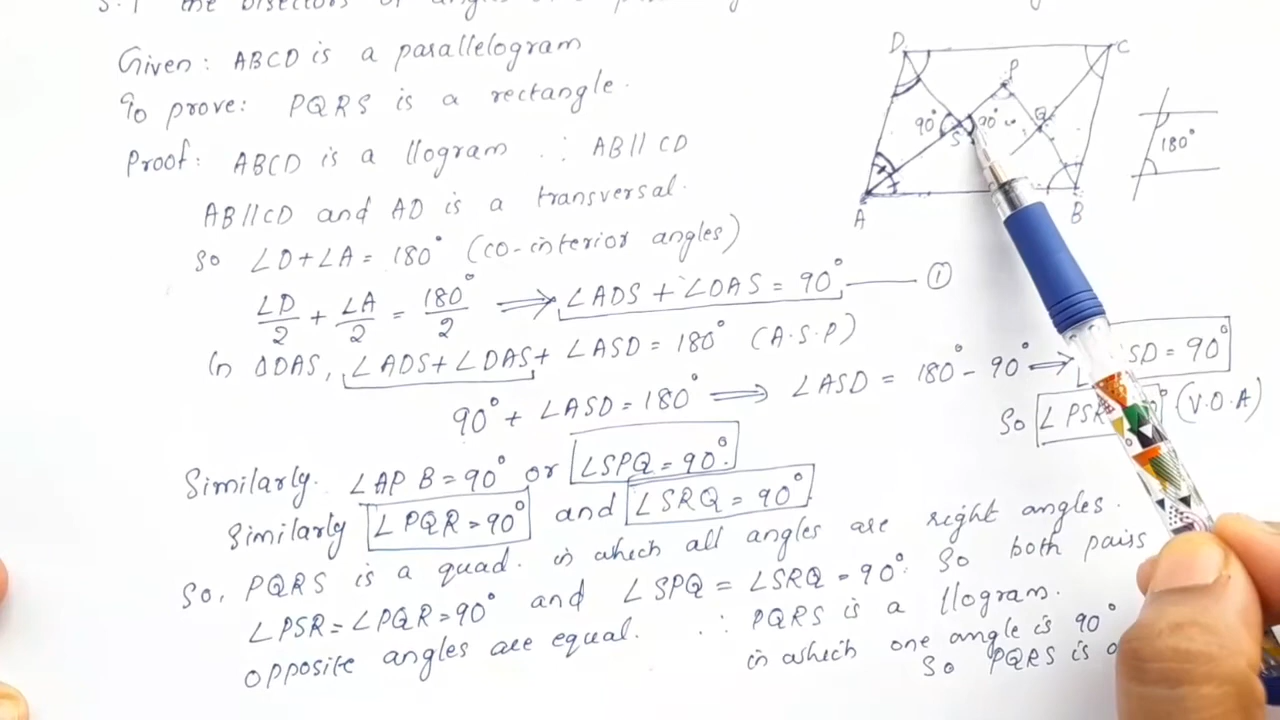 Given: ABCD is a parallelogram
To prove: PQRS is a rectangle.
Proof: ABCD is a llogram ∴ AB//CD
AB//CD and AD is a transversal.
So ∠D+∠A = 180° (co-interior angles)
∠D/2 + ∠A/2 = 180°/2 ⟹ ∠ADS + ∠DAS = 90° —— ①
In ΔDAS, ∠ADS+∠DAS+ ∠ASD = 180° (A.S.P)
90° + ∠ASD = 180° ⟹ ∠ASD = 180° - 90° ⟹ SD = 90°
So ∠PSR ° (V.O.A)
Similarly. ∠APB = 90° or ∠SPQ = 90°.
Similarly ∠PQR = 90° and ∠SRQ = 90°.
So, PQRS is a quad. in which all angles are right angles.
∠PSR = ∠PQR = 90° and ∠SPQ = ∠SRQ = 90°. So both pairs
opposite angles are equal. ∴ PQRS is a llogram.
in which one angle is 90°
So PQRS is
D
C
P
90°
90°
S
Q
A
B
180°